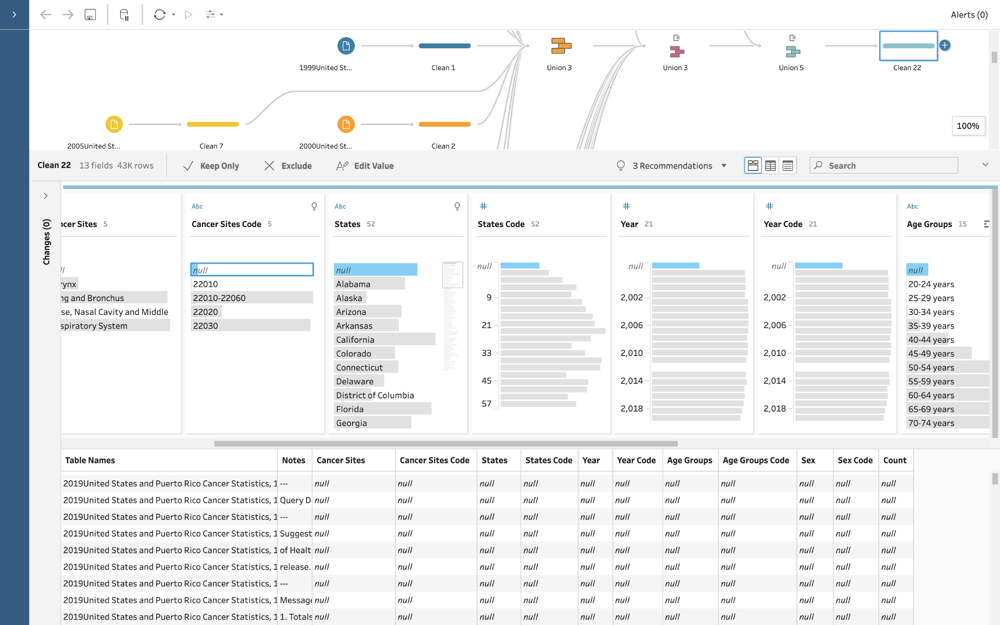 Alerts (0)
1999United St...
Clean 1
Union 3
Union 3
Union 5
Clean 22
2005United St...
Clean 7
2000United St...
Clean 2
100%
Clean 22 13 fields 43K rows Keep Only Exclude Edit Value 3 Recommendations Search
Changes (0)
ncer Sites 5
ynx
ng and Bronchus
se, Nasal Cavity and Middle
spiratory System
Abc
Cancer Sites Code 5
null
22010
22010-22060
22020
22030
Abc
States 52
null
Alabama
Alaska
Arizona
Arkansas
California
Colorado
Connecticut
Delaware
District of Columbia
Florida
Georgia
#
States Code 52
null
9
21
33
45
57
#
Year 21
null
2,002
2,006
2,010
2,014
2,018
#
Year Code 21
null
2,002
2,006
2,010
2,014
2,018
Abc
Age Groups 15
null
20-24 years
25-29 years
30-34 years
35-39 years
40-44 years
45-49 years
50-54 years
55-59 years
60-64 years
65-69 years
70-74 years
Table Names Notes Cancer Sites Cancer Sites Code States States Code Year Year Code Age Groups Age Groups Code Sex Sex Code Count
2019United States and Puerto Rico Cancer Statistics, 1 --- null null null null null null null null null null null
2019United States and Puerto Rico Cancer Statistics, 1 Query D null null null null null null null null null null null
2019United States and Puerto Rico Cancer Statistics, 1 --- null null null null null null null null null null null
2019United States and Puerto Rico Cancer Statistics, 1 Suggest null null null null null null null null null null null
2019United States and Puerto Rico Cancer Statistics, 1 of Healt null null null null null null null null null null null
2019United States and Puerto Rico Cancer Statistics, 1 release. null null null null null null null null null null null
2019United States and Puerto Rico Cancer Statistics, 1 --- null null null null null null null null null null null
2019United States and Puerto Rico Cancer Statistics, 1 Message null null null null null null null null null null null
2019United States and Puerto Rico Cancer Statistics, 1 1. Totals null null null null null null null null null null null